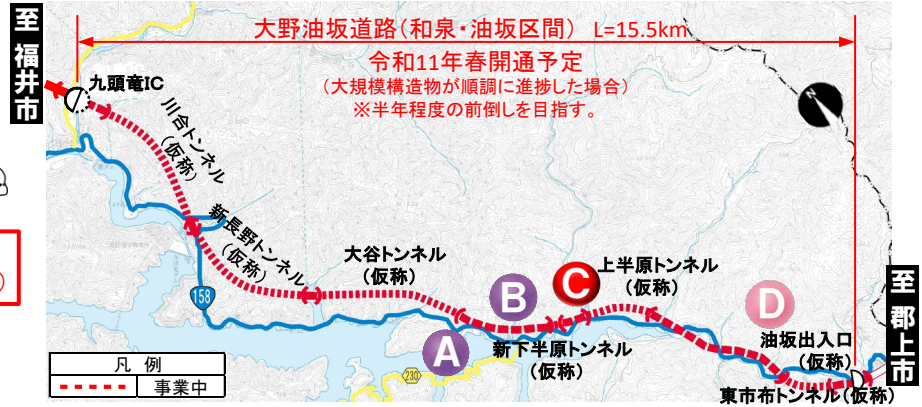 大野油坂道路(和泉・油坂区間) L=15.5km
令和11年春開通予定
(大規模構造物が順調に進捗した場合)
※半年程度の前倒しを目指す。
至 福井市
九頭竜IC
川合トンネル
(仮称)
新長野トンネル
(仮称)
大谷トンネル
(仮称)
158
A
B
C
上半原トンネル
(仮称)
新下半原トンネル
(仮称)
230
D
油坂出入口
(仮称)
東市布トンネル(仮称)
至 郡上市
凡 例
事業中
N